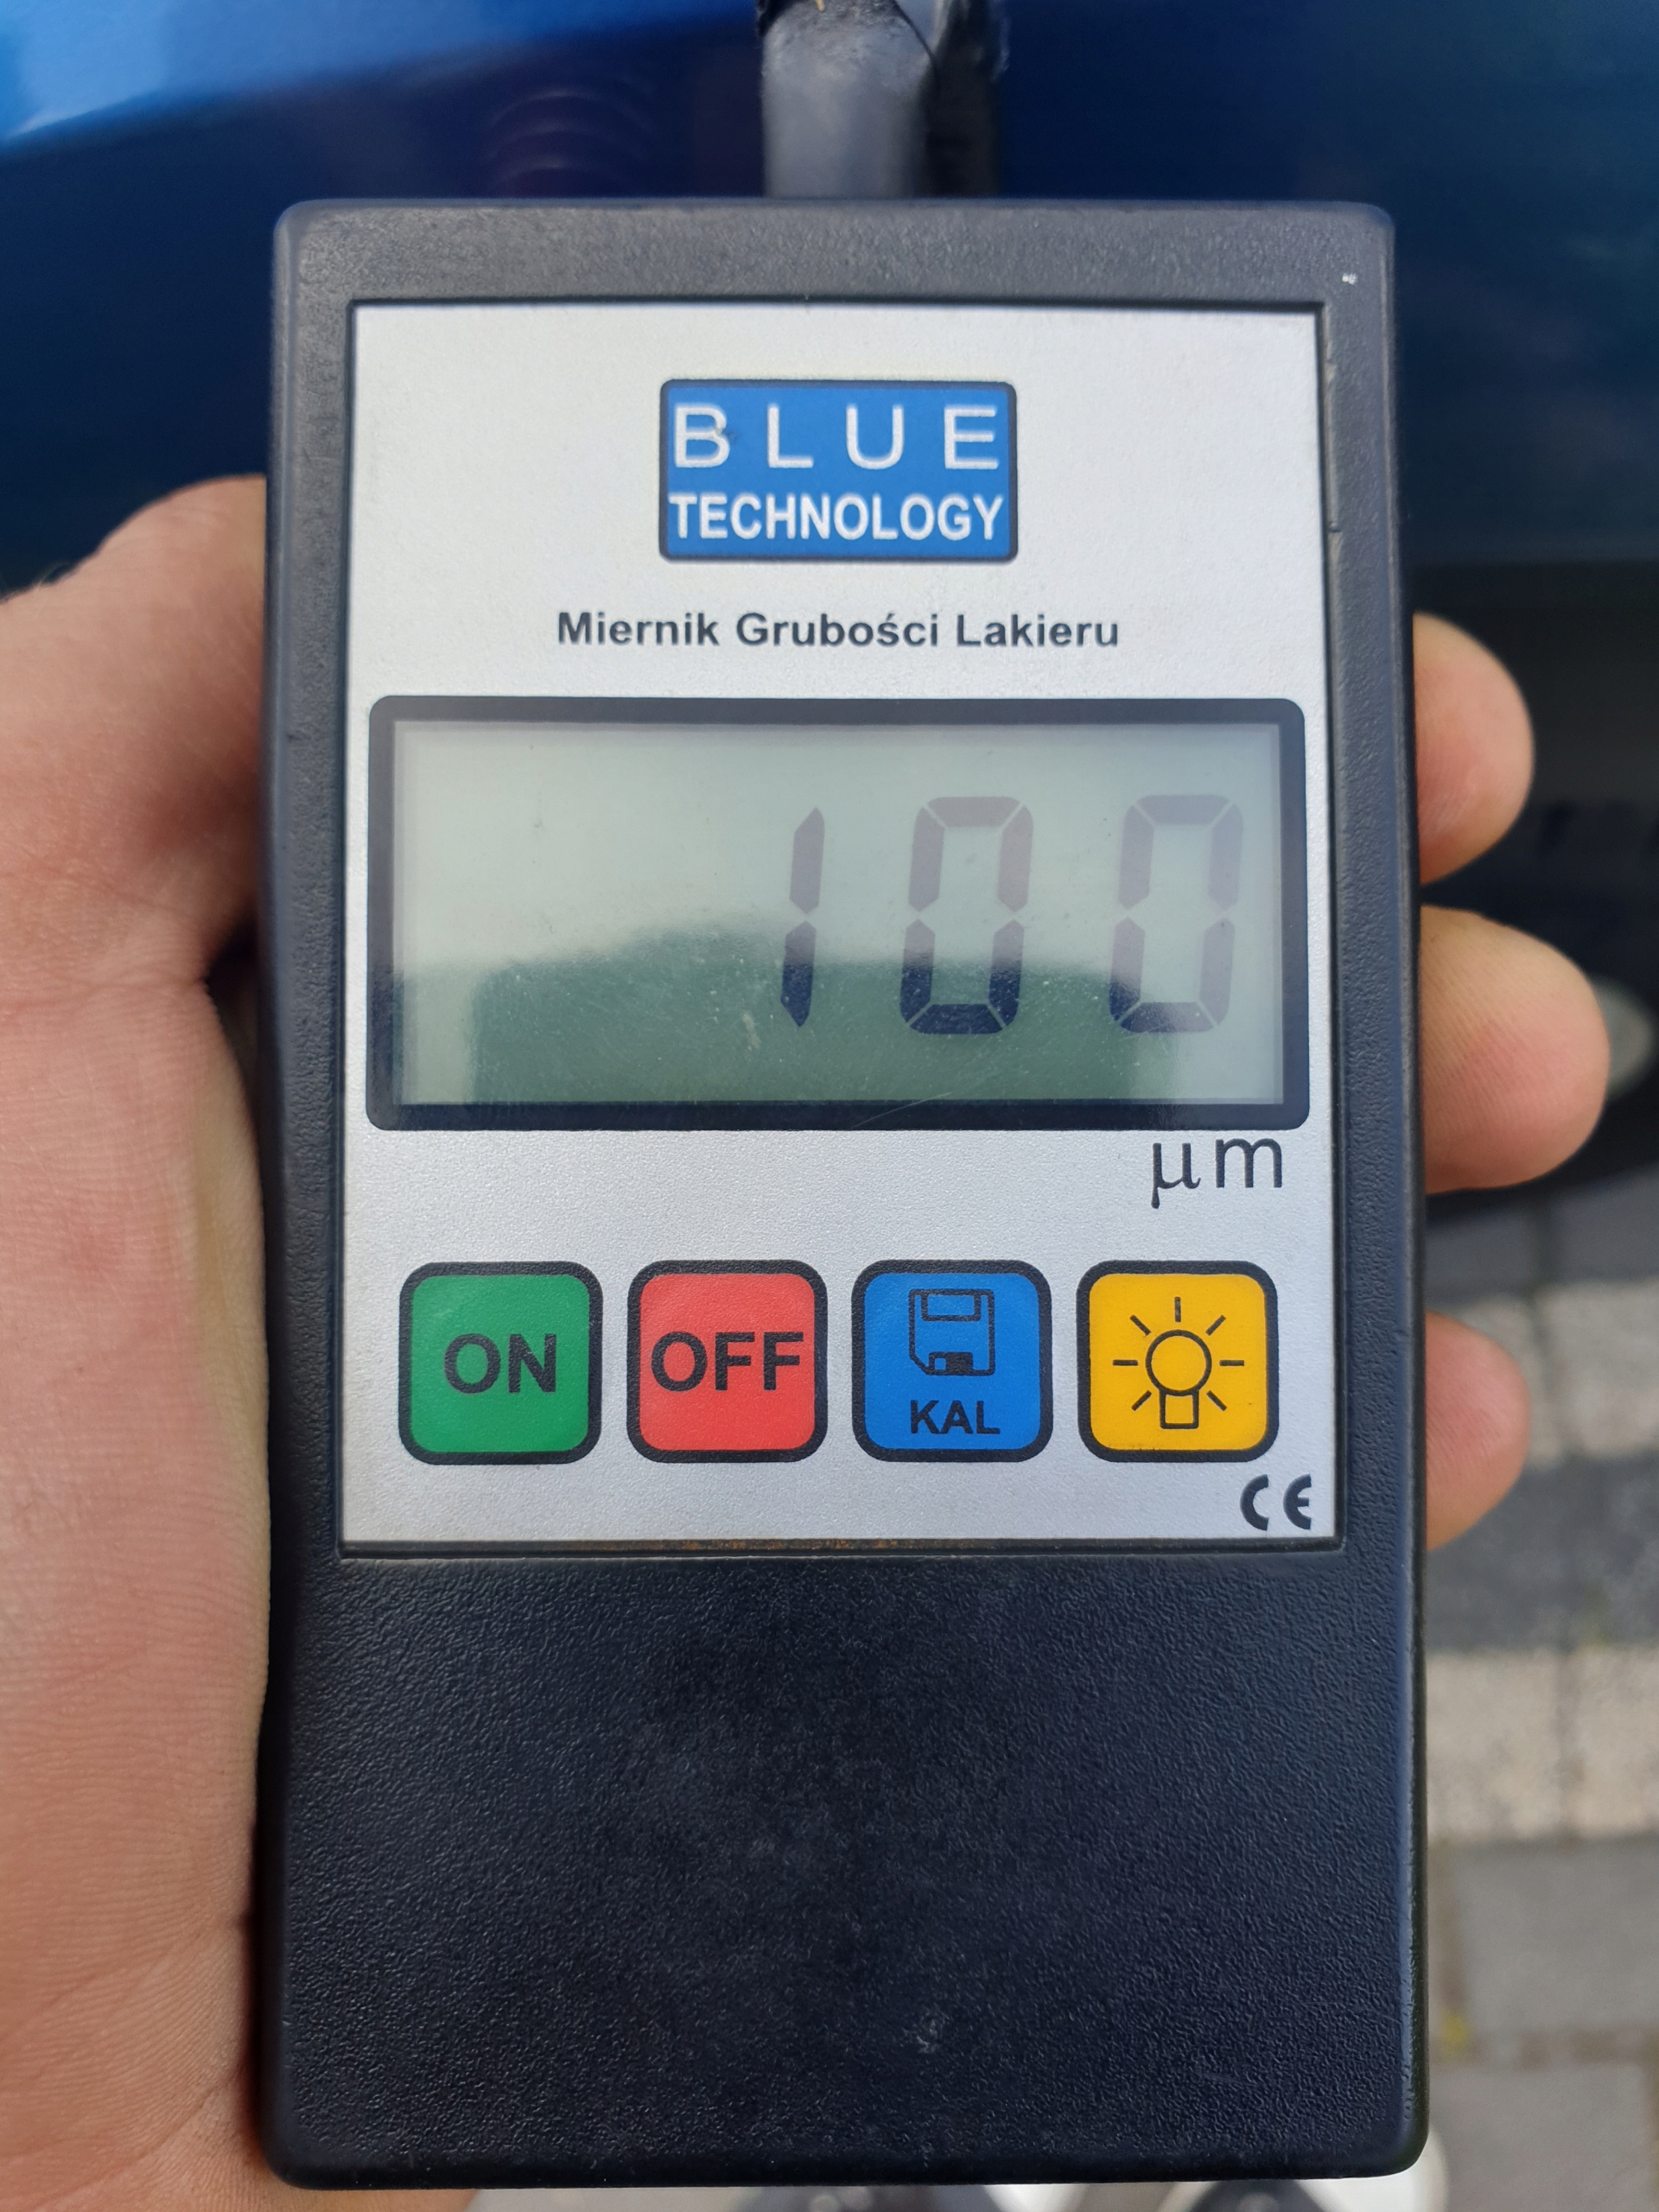 BLUE
TECHNOLOGY
Miernik Grubości Lakieru
100
μm
ON OFF KAL
CE